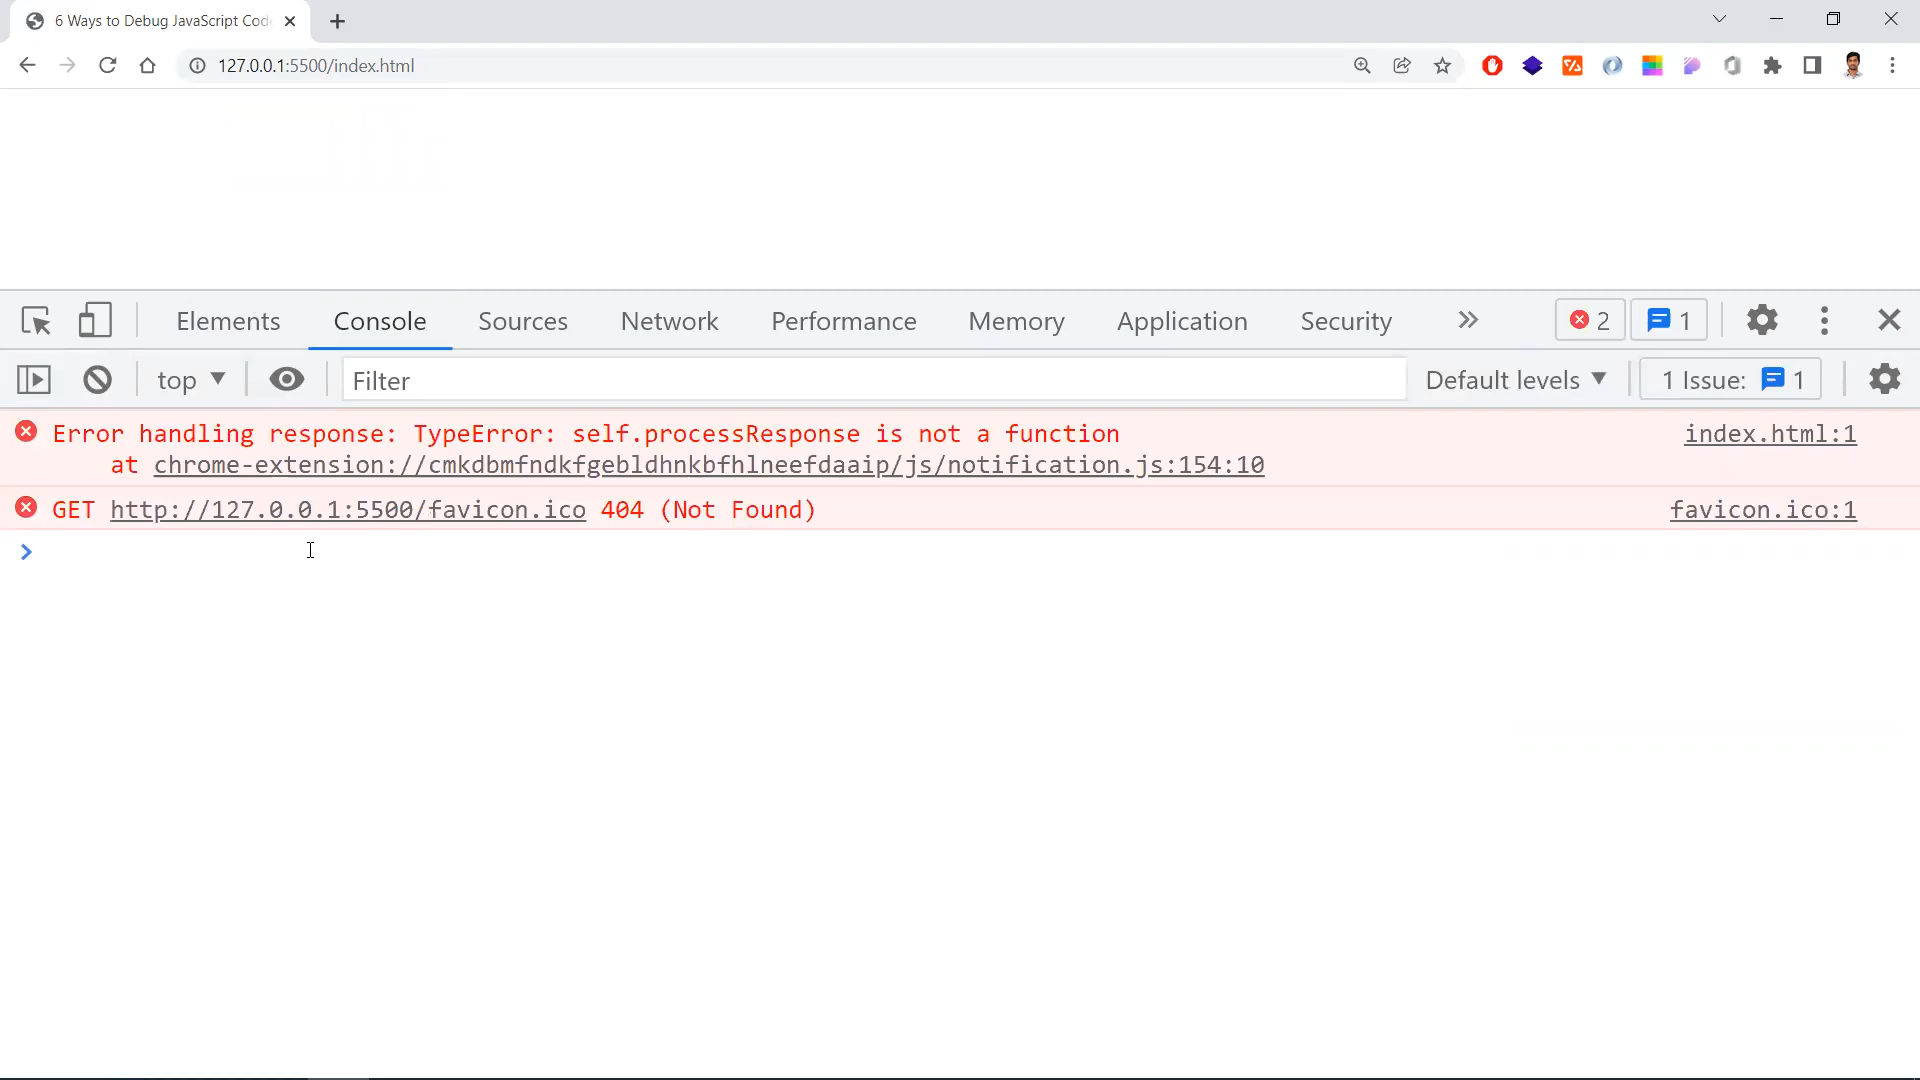 6 Ways to Debug JavaScript Code
127.0.0.1:5500/index.html
Elements Console Sources Network Performance Memory Application Security 2 1
top Filter Default levels 1 Issue: 1
Error handling response: TypeError: self.processResponse is not a function index.html:1
at chrome-extension://cmkdbmfndkfgebldhnkbfhlneefdaaip/js/notification.js:154:10
GET http://127.0.0.1:5500/favicon.ico 404 (Not Found) favicon.ico:1